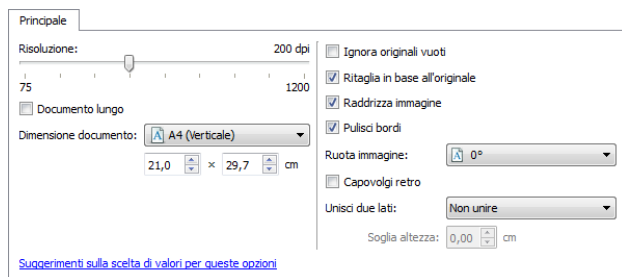 Principale
Risoluzione: 200 dpi
75 1200
Documento lungo
Dimensione documento: A4 (Verticale)
21,0 × 29,7 cm
Suggerimenti sulla scelta di valori per queste opzioni
Ignora originali vuoti
Ritaglia in base all'originale
Raddrizza immagine
Pulisci bordi
Ruota immagine: 0°
Capovolgi retro
Unisci due lati: Non unire
Soglia altezza: 0,00 cm